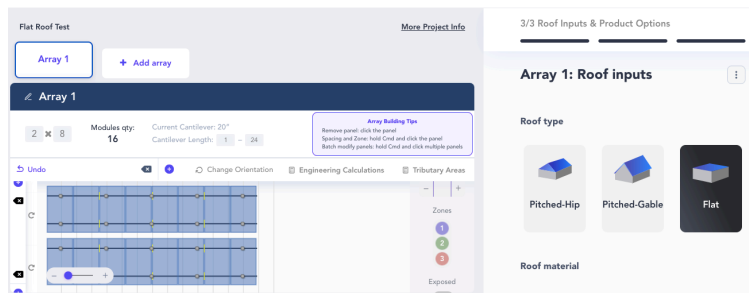 Flat Roof Test
More Project Info
Array 1
+ Add array
Array 1
2 × 8
Modules qty:
16
Current Cantilever: 20"
Cantilever Length: 1 – 24
Array Building Tips
Remove panel: click the panel
Spacing and Zone: hold Cmd and click the panel
Batch modify panels: hold Cmd and click multiple panels
Undo
Change Orientation
Engineering Calculations
Tributary Areas
– | +
Zones
1
2
3
Exposed
– +
3/3 Roof Inputs & Product Options
Array 1: Roof inputs
Roof type
Pitched-Hip
Pitched-Gable
Flat
Roof material